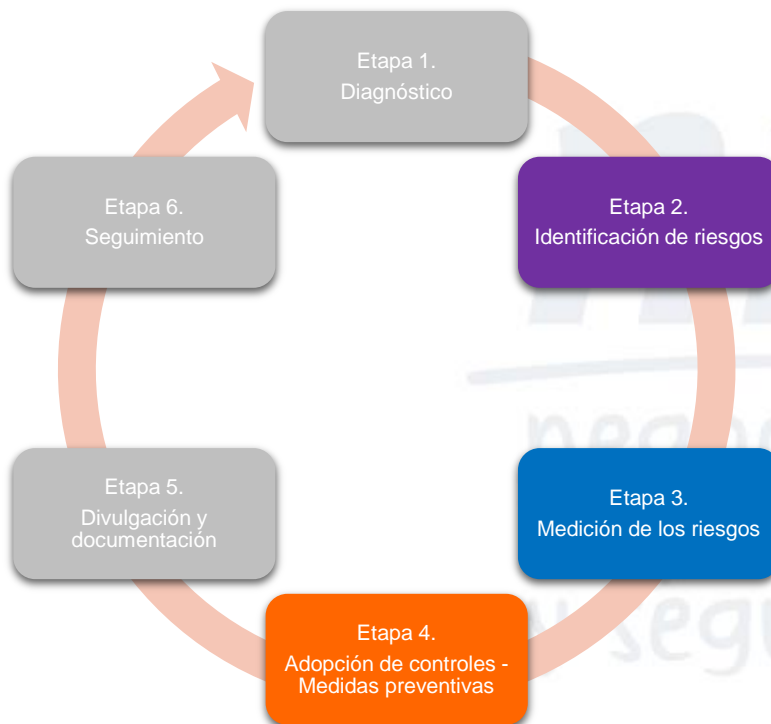 Etapa 1.
Diagnóstico
Etapa 6.
Seguimiento
Etapa 2.
Identificación de riesgos
Etapa 5.
Divulgación y
documentación
Etapa 3.
Medición de los riesgos
Etapa 4.
Adopción de controles -
Medidas preventivas